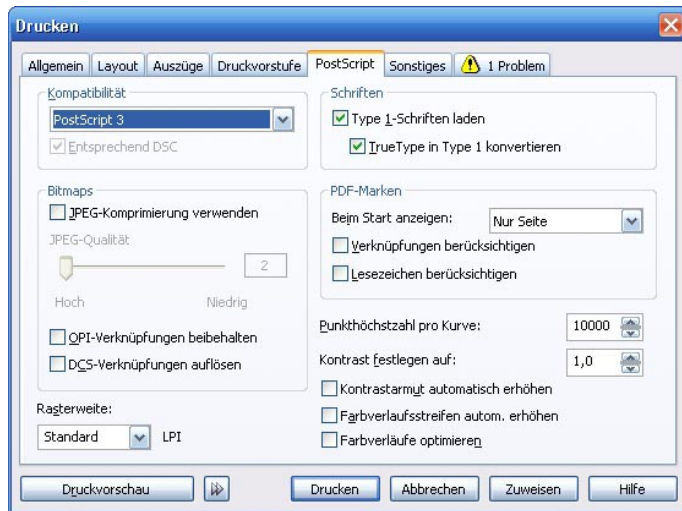 Drucken
Allgemein Layout Auszüge Druckvorstufe PostScript Sonstiges 1 Problem
Kompatibilität
PostScript 3
Entsprechend DSC
Schriften
Type 1-Schriften laden
TrueType in Type 1 konvertieren
Bitmaps
JPEG-Komprimierung verwenden
JPEG-Qualität
2
Hoch Niedrig
OPI-Verknüpfungen beibehalten
DCS-Verknüpfungen auflösen
Rasterweite:
Standard LPI
PDF-Marken
Beim Start anzeigen: Nur Seite
Verknüpfungen berücksichtigen
Lesezeichen berücksichtigen
Punkthöchstzahl pro Kurve: 10000
Kontrast festlegen auf: 1,0
Kontrastarmut automatisch erhöhen
Farbverlaufsstreifen autom. erhöhen
Farbverläufe optimieren
Druckvorschau Drucken Abbrechen Zuweisen Hilfe